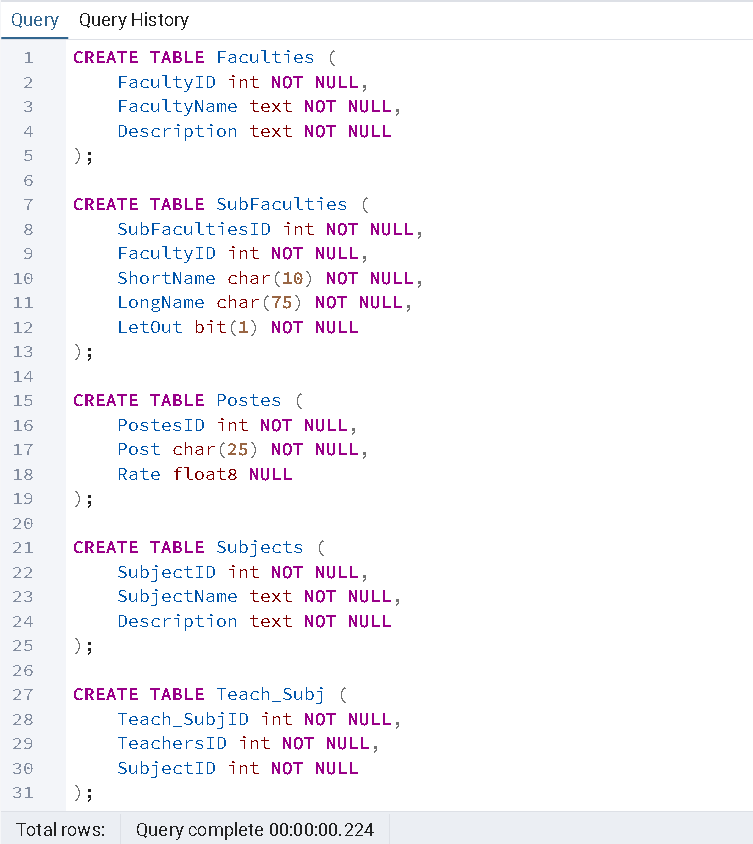 Query Query History
1 CREATE TABLE Faculties (
2     FacultyID int NOT NULL,
3     FacultyName text NOT NULL,
4     Description text NOT NULL
5 );
6
7 CREATE TABLE SubFaculties (
8     SubFacultiesID int NOT NULL,
9     FacultyID int NOT NULL,
10     ShortName char(10) NOT NULL,
11     LongName char(75) NOT NULL,
12     LetOut bit(1) NOT NULL
13 );
14
15 CREATE TABLE Postes (
16     PostesID int NOT NULL,
17     Post char(25) NOT NULL,
18     Rate float8 NULL
19 );
20
21 CREATE TABLE Subjects (
22     SubjectID int NOT NULL,
23     SubjectName text NOT NULL,
24     Description text NOT NULL
25 );
26
27 CREATE TABLE Teach_Subj (
28     Teach_SubjID int NOT NULL,
29     TeachersID int NOT NULL,
30     SubjectID int NOT NULL
31 );
Total rows: Query complete 00:00:00.224